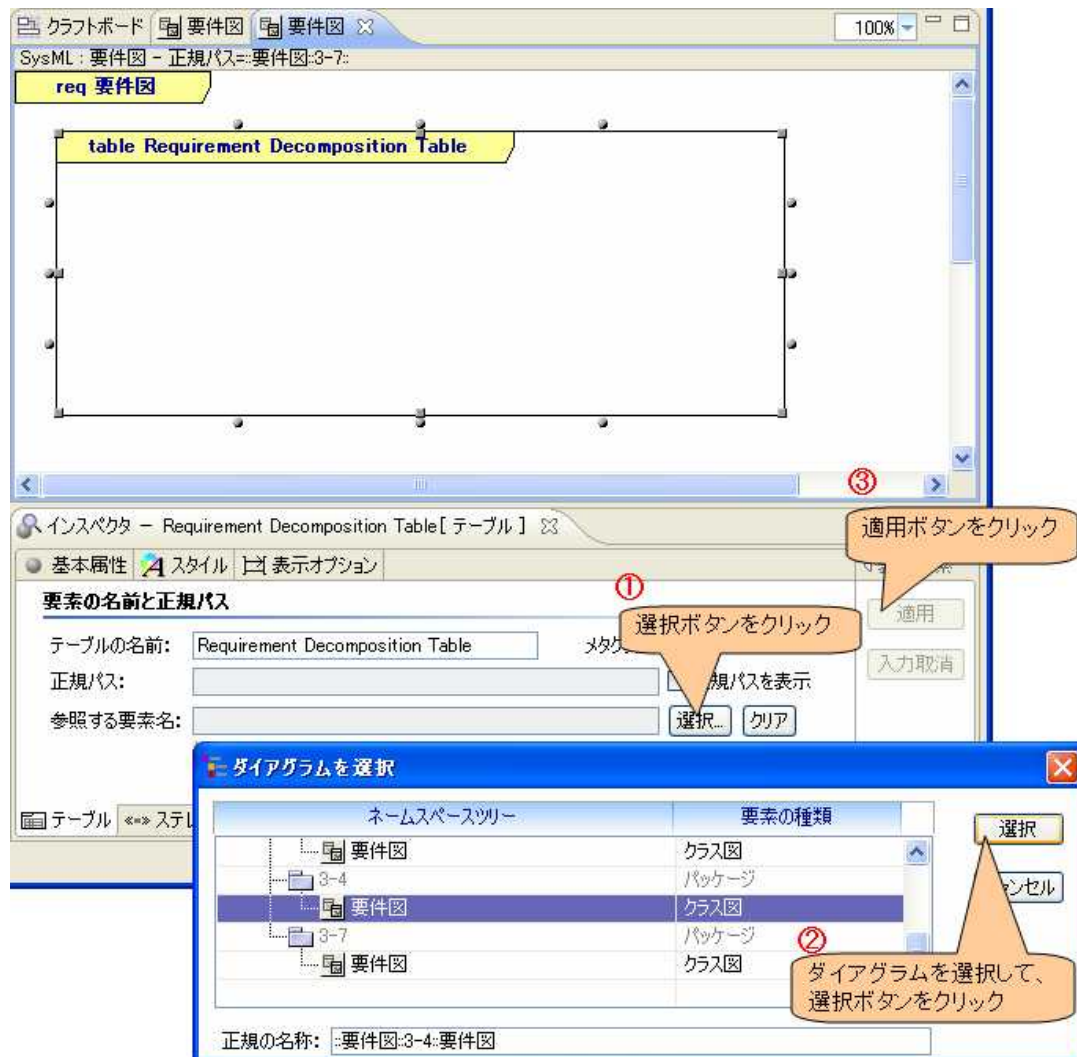 クラフトボード 要件図 要件図 100%
SysML:要件図 - 正規パス=::要件図::3-7::
req 要件図
table Requirement Decomposition Table
③
インスペクタ - Requirement Decomposition Table[ テーブル ]
適用ボタンをクリック
基本属性 スタイル 表示オプション
①
要素の名前と正規パス
選択ボタンをクリック
適用
テーブルの名前: Requirement Decomposition Table
入力取消
正規パス: 規パスを表示
参照する要素名: 選択... クリア
ダイアグラムを選択
テーブル «=»
ネームスペースツリー 要素の種類
選択
要件図 クラス図
3-4 パッケージ
要件図 クラス図
3-7 パッケージ
②
要件図 クラス図
ダイアグラムを選択して、
選択ボタンをクリック
正規の名称: ::要件図::3-4::要件図